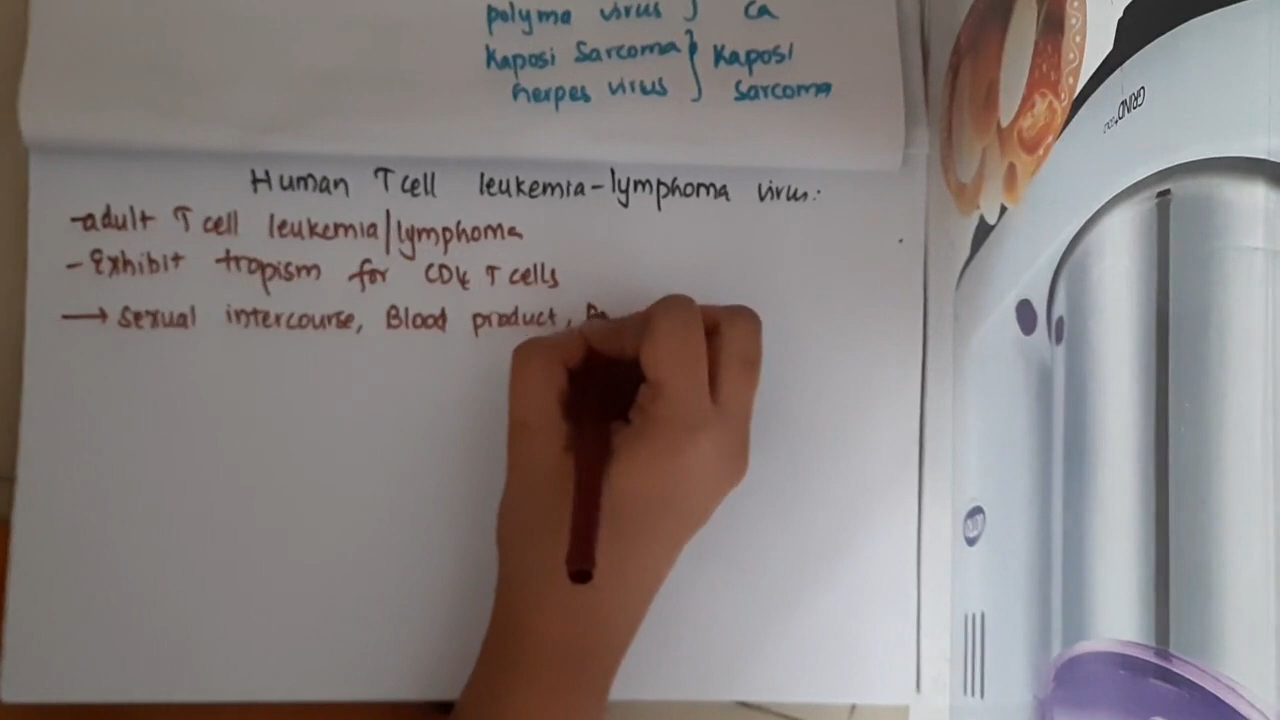 polyma virus } ca
Kaposi Sarcoma } Kaposi
herpes virus } Sarcoma
Human T cell leukemia-lymphoma virus:
-adult T cell leukemia/lymphoma
-Exhibit tropism for CD4 T cells
→ Sexual intercourse, Blood product,
GRIND